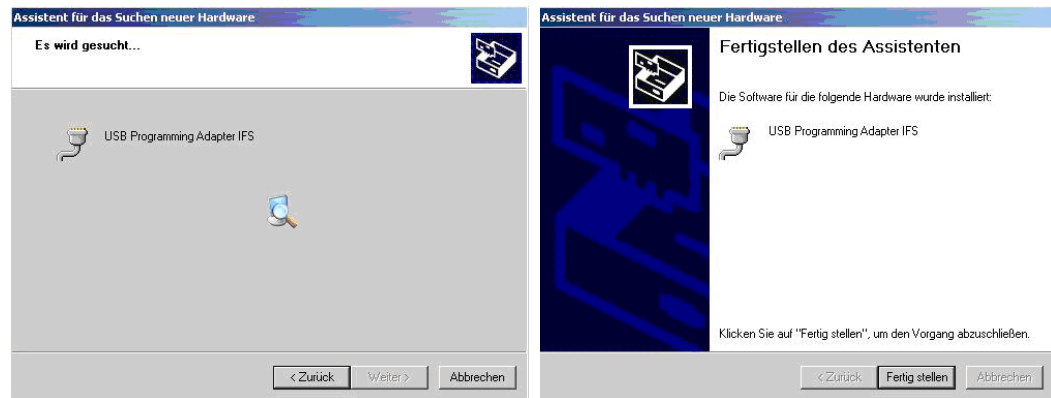 Assistent für das Suchen neuer Hardware
Es wird gesucht...
USB Programming Adapter IFS
< Zurück
Weiter >
Abbrechen
Assistent für das Suchen neuer Hardware
Fertigstellen des Assistenten
Die Software für die folgende Hardware wurde installiert:
USB Programming Adapter IFS
Klicken Sie auf "Fertig stellen", um den Vorgang abzuschließen.
< Zurück
Fertig stellen
Abbrechen